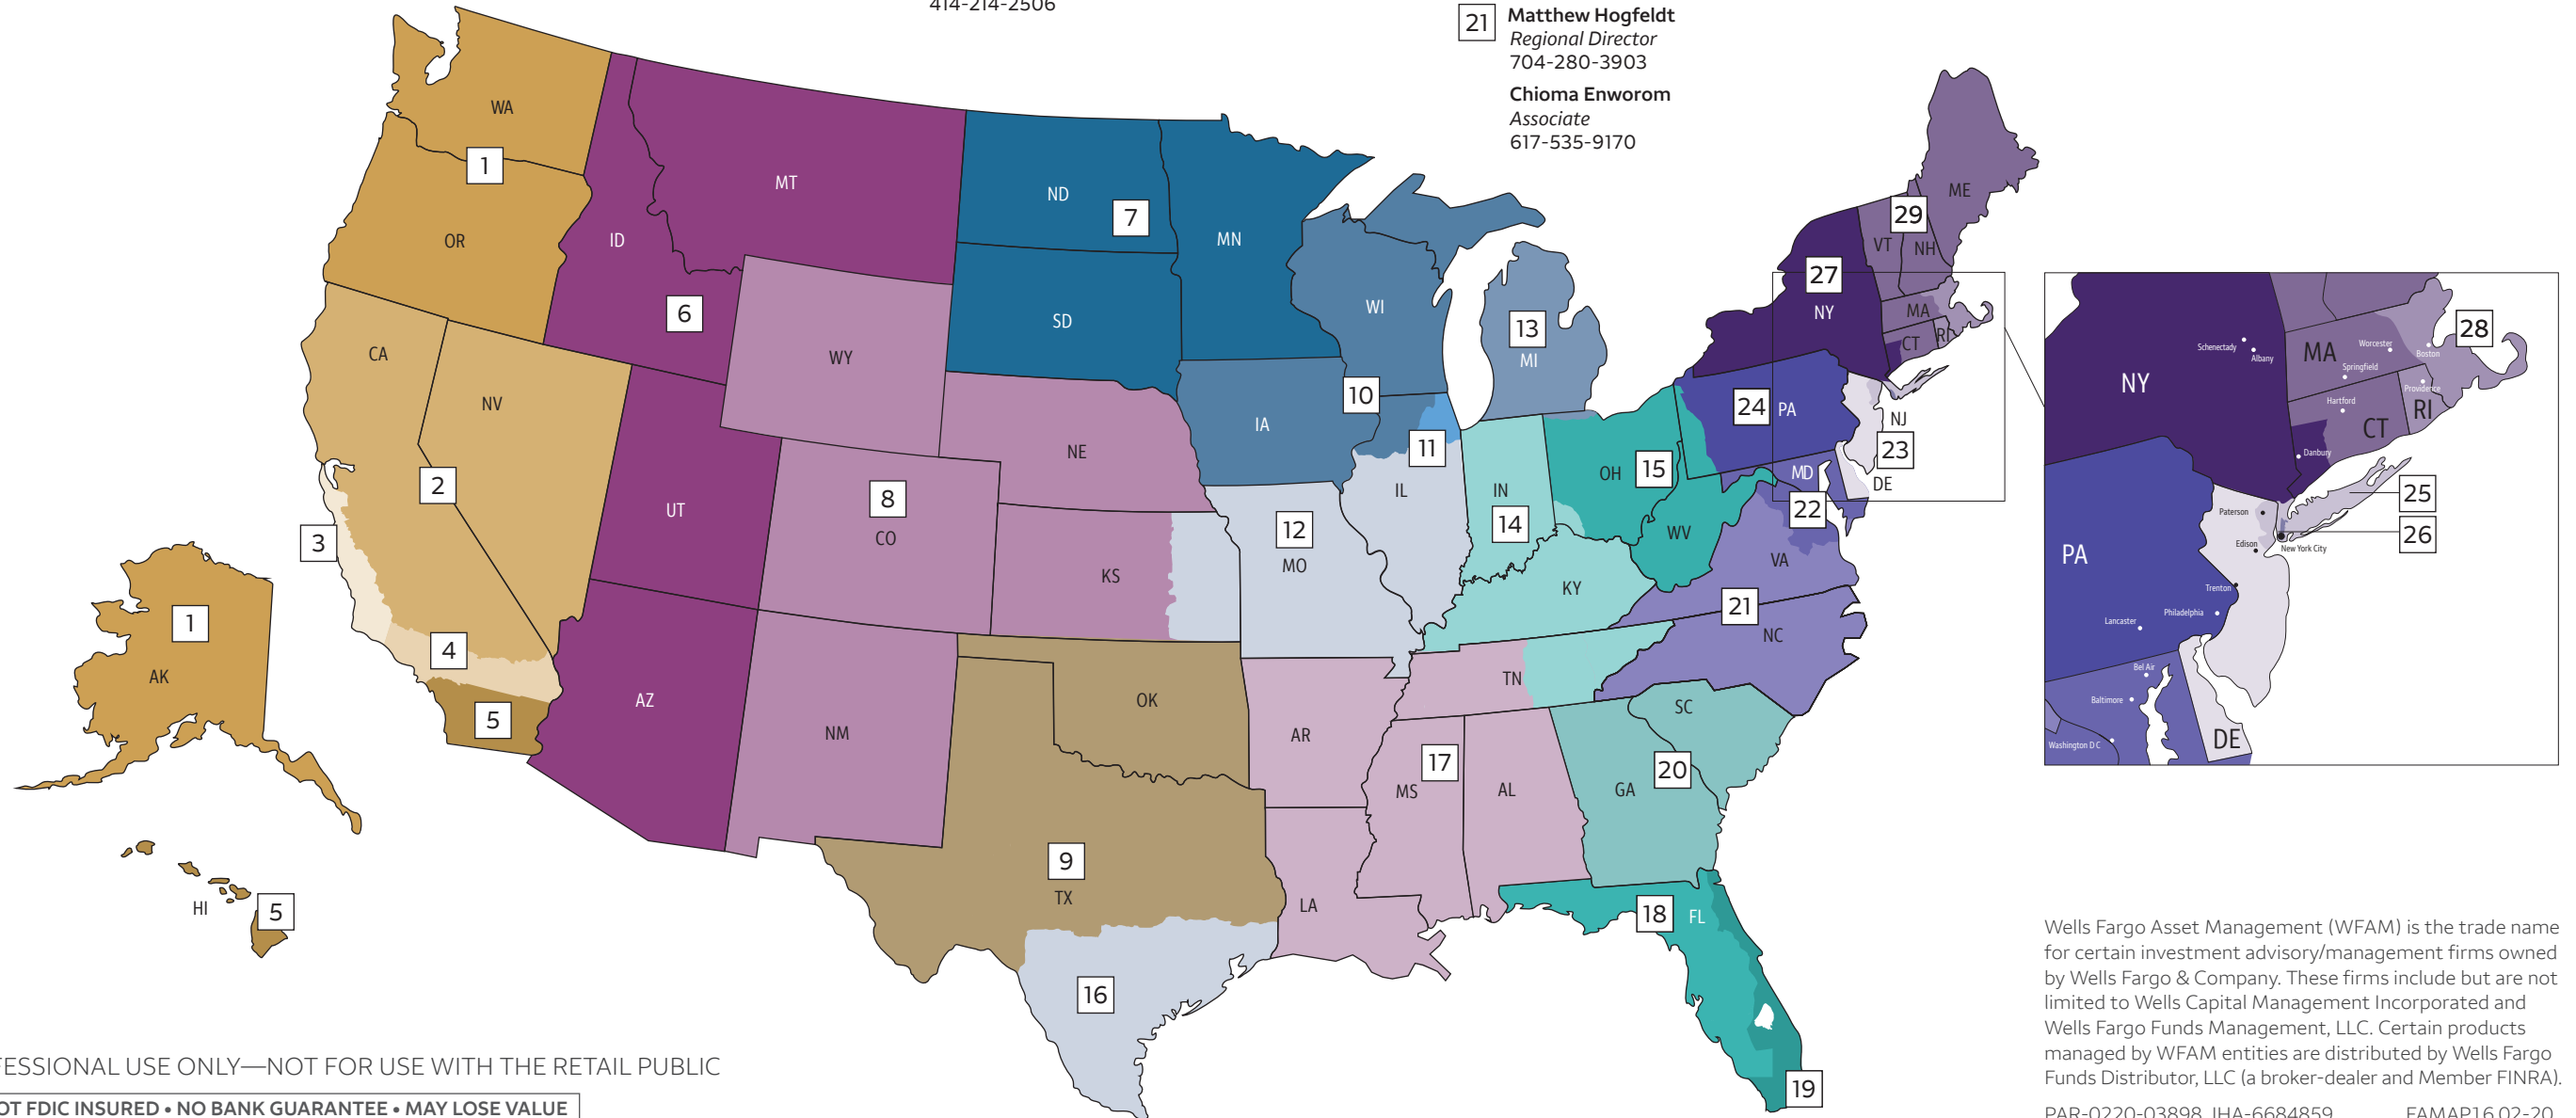 414-214-2506
21
Matthew Hogfeldt
Regional Director
704-280-3903
Chioma Enworom
Associate
617-535-9170
WA
1
OR
ID
MT
6
ND
7
MN
SD
WI
10
IA
13
MI
11
IL
CA
NV
2
3
4
5
WY
NE
UT
8
CO
KS
12
MO
AZ
NM
OK
9
TX
16
AR
LA
17
MS
AL
TN
KY
IN
14
OH
15
WV
VA
21
NC
SC
20
GA
18
FL
19
24
PA
MD
22
NJ
23
DE
27
NY
29
VT
NH
ME
MA
CT
RI
1
AK
HI
5
NY
Schenectady
Albany
MA
Worcester
Boston
28
Springfield
Providence
Hartford
RI
CT
Danbury
25
26
Paterson
Edison
New York City
PA
Trenton
Philadelphia
Lancaster
Bel Air
Baltimore
Washington D C
DE
Wells Fargo Asset Management (WFAM) is the trade name
for certain investment advisory/management firms owned
by Wells Fargo & Company. These firms include but are not
limited to Wells Capital Management Incorporated and
Wells Fargo Funds Management, LLC. Certain products
managed by WFAM entities are distributed by Wells Fargo
Funds Distributor, LLC (a broker-dealer and Member FINRA).
PAR-0220-03898 IHA-6684859 FAMAP16 02-20
FESSIONAL USE ONLY—NOT FOR USE WITH THE RETAIL PUBLIC
OT FDIC INSURED • NO BANK GUARANTEE • MAY LOSE VALUE